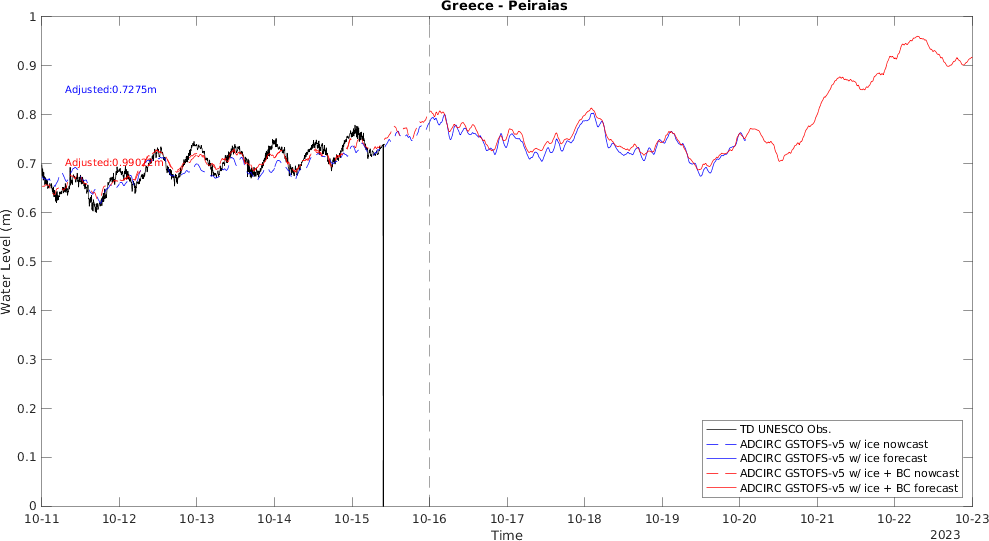 Greece - Peiraias
Water Level (m)
1
0.9
0.8
0.7
0.6
0.5
0.4
0.3
0.2
0.1
0
Adjusted:0.7275m
TD UNESCO Obs.
ADCIRC GSTOFS-v5 w/ ice nowcast
ADCIRC GSTOFS-v5 w/ ice forecast
ADCIRC GSTOFS-v5 w/ ice + BC nowcast
ADCIRC GSTOFS-v5 w/ ice + BC forecast
10-11 10-12 10-13 10-14 10-15 10-16 10-17 10-18 10-19 10-20 10-21 10-22 10-23
Time
2023